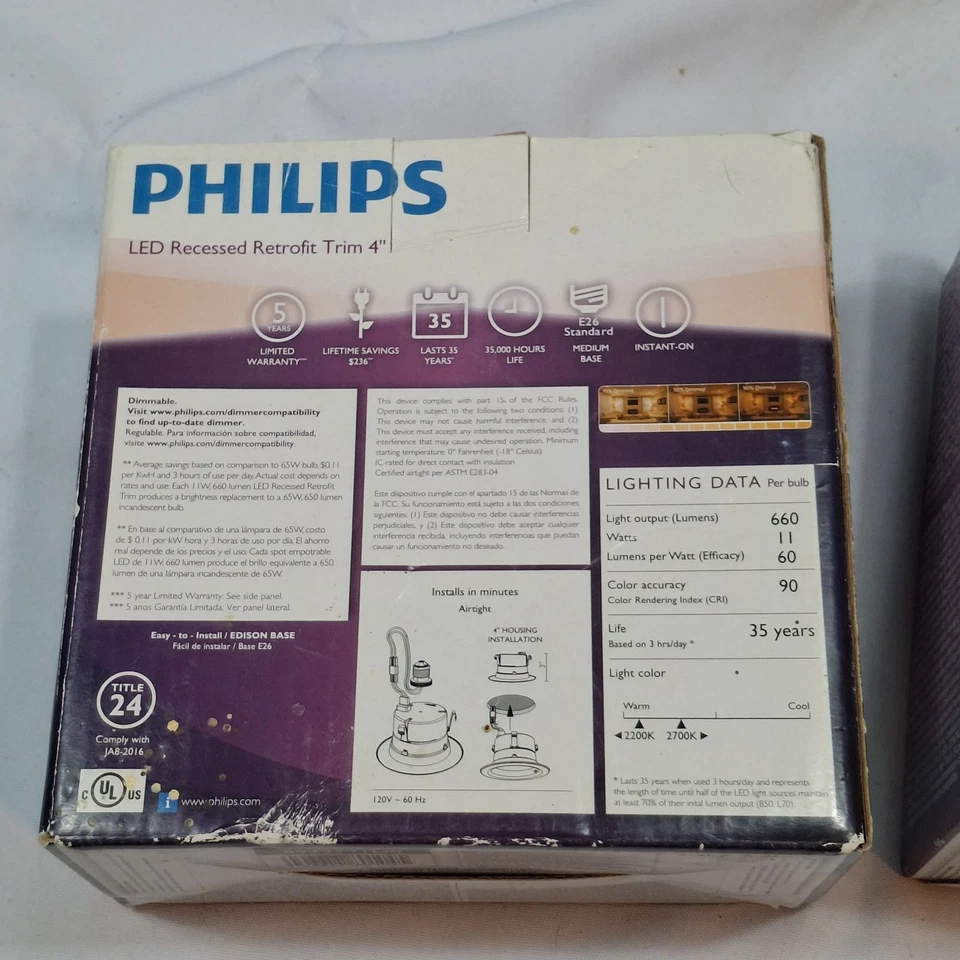 PHILIPS
LED Recessed Retrofit Trim 4"
5
YEARS
LIMITED
WARRANTY***
LIFETIME SAVINGS
$236**
35
LASTS 35
YEARS*
35,000 HOURS
LIFE
E26
Standard
MEDIUM
BASE
INSTANT-ON
Dimmable.
Visit www.philips.com/dimmercompatibility
to find up-to-date dimmer.
Regulable. Para información sobre compatibilidad,
visite www.philips.com/dimmercompatibility.
** Average savings based on comparison to 65W bulb, $0.11
per KwH and 3 hours of use per day. Actual cost depends on
rates and use. Each 11W, 660 lumen LED Recessed Retrofit
Trim produces a brightness replacement to a 65W, 650 lumen
incandescent bulb.
** En base al comparativo de una lámpara de 65W, costo
de $ 0.11 por kW hora y 3 horas de uso por día. El ahorro
real depende de los precios y el uso. Cada spot empotrable
LED de 11W, 660 lumen produce el brillo equivalente a 650
lumen de una lámpara incandescente de 65W.
*** 5 year Limited Warranty: See side panel.
*** 5 años Garantía Limitada: Ver panel lateral.
Easy - to - Install / EDISON BASE
Fácil de instalar / Base E26
TITLE
24
Comply with
JA8-2016
C UL US
www.philips.com
This device complies with part 15 of the FCC Rules.
Operation is subject to the following two conditions: (1)
This device may not cause harmful interference, and (2)
This device must accept any interference received, including
interference that may cause undesired operation. Minimum
starting temperature: 0° Fahrenheit (-18° Celsius)
IC-rated for direct contact with insulation
Certified airtight per ASTM E283-04
Este dispositivo cumple con el apartado 15 de las Normas de
la FCC. Su funcionamiento está sujeto a las dos condiciones
siguientes: (1) Este dispositivo no debe causar interferencias
perjudiciales, y (2) Este dispositivo debe aceptar cualquier
interferencia recibida, incluyendo interferencias que puedan
causar un funcionamiento no deseado.
Installs in minutes
Airtight
4" HOUSING
INSTALLATION
3"
120V ~ 60 Hz
50% Dimmed
90% Dimmed
LIGHTING DATA Per bulb
Light output (Lumens) 660
Watts 11
Lumens per Watt (Efficacy) 60
Color accuracy 90
Color Rendering Index (CRI)
Life 35 years
Based on 3 hrs/day *
Light color
Warm Cool
2200K 2700K
* Lasts 35 years when used 3 hours/day and represents
the length of time until half of the LED light sources maintain
at least 70% of their inital lumen output (B50, L70).